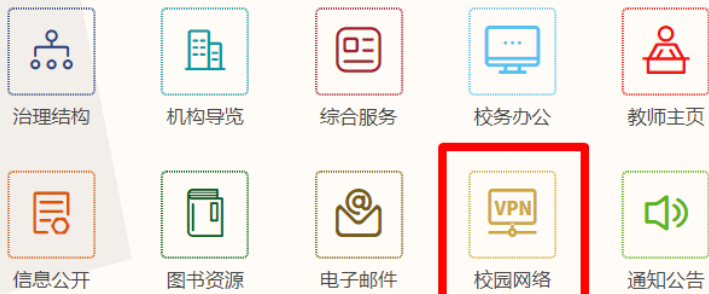 治理结构 机构导览 综合服务 校务办公 教师主页
VPN
信息公开 图书资源 电子邮件 校园网络 通知公告